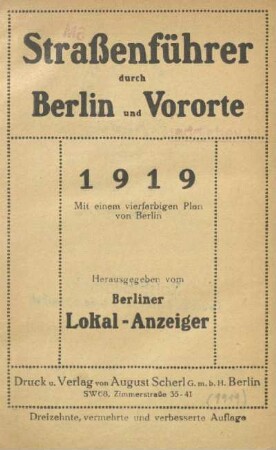 Straßenführer
durch
Berlin und Vororte
1919
Mit einem vierfarbigen Plan
von Berlin
Herausgegeben vom
Berliner
Lokal-Anzeiger
Druck u. Verlag von August Scherl G. m. b. H. Berlin
SW68, Zimmerstraße 35-41
(1919)
Dreizehnte, vermehrte und verbesserte Auflage